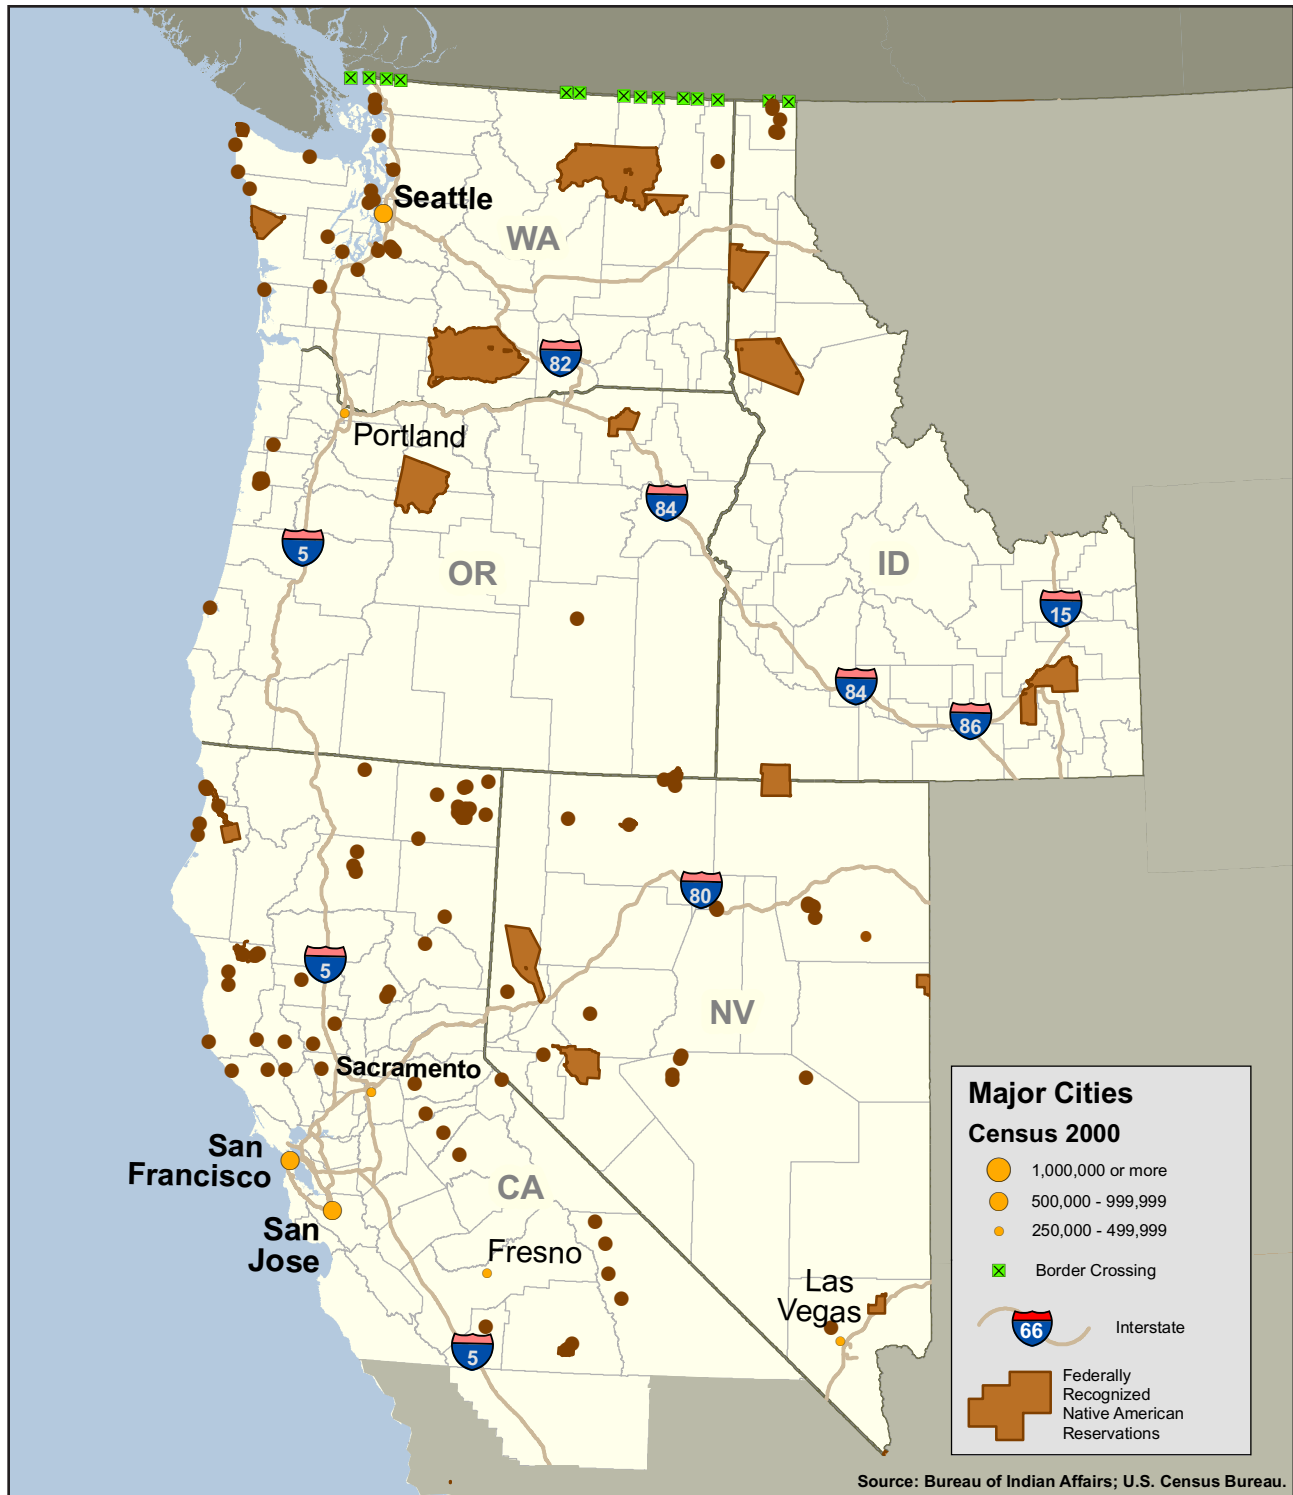 Seattle
WA
82
Portland
84
5
OR
ID
15
84
86
80
5
NV
Sacramento
San
Francisco
CA
San
Jose
Fresno
Las
Vegas
5
Major Cities
Census 2000
1,000,000 or more
500,000 - 999,999
250,000 - 499,999
Border Crossing
66
Interstate
Federally
Recognized
Native American
Reservations
Source: Bureau of Indian Affairs; U.S. Census Bureau.